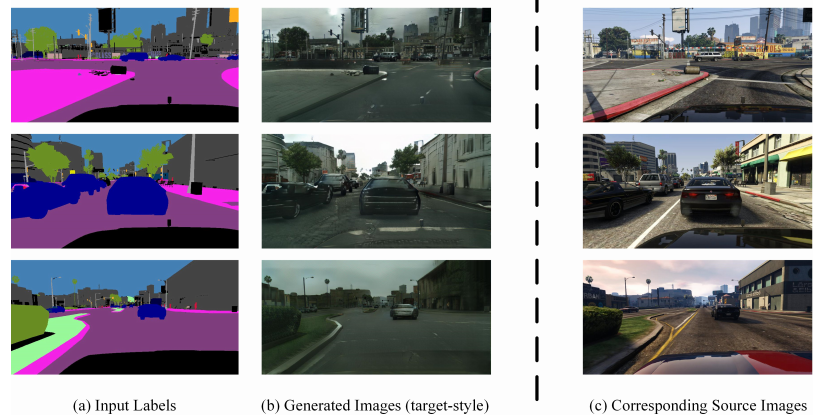 (a) Input Labels
(b) Generated Images (target-style)
(c) Corresponding Source Images